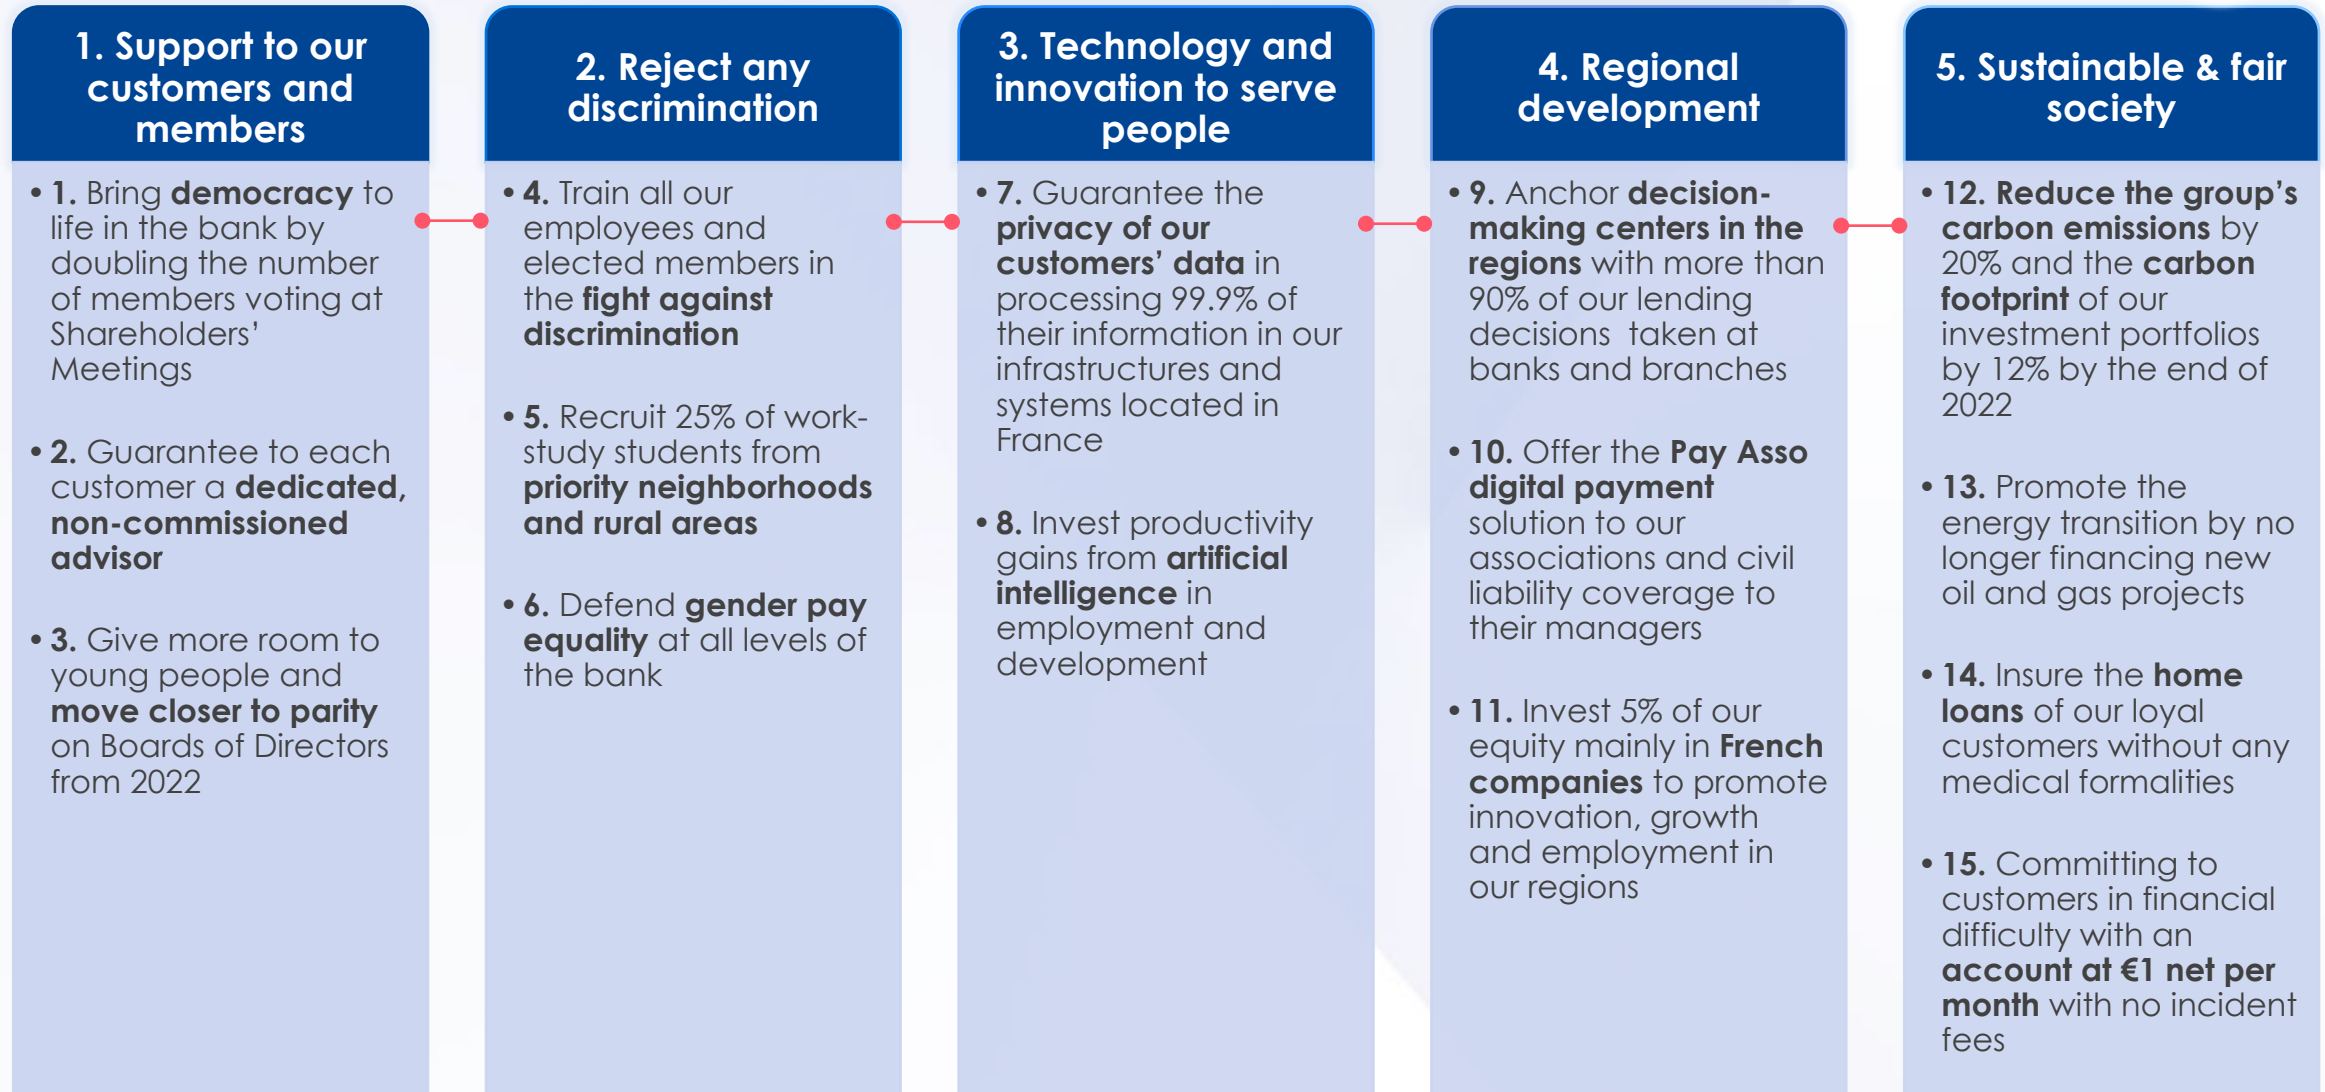 1. Support to our
customers and
members
• 1. Bring democracy to
life in the bank by
doubling the number
of members voting at
Shareholders’
Meetings
• 2. Guarantee to each
customer a dedicated,
non-commissioned
advisor
• 3. Give more room to
young people and
move closer to parity
on Boards of Directors
from 2022
2. Reject any
discrimination
• 4. Train all our
employees and
elected members in
the fight against
discrimination
• 5. Recruit 25% of work-
study students from
priority neighborhoods
and rural areas
• 6. Defend gender pay
equality at all levels of
the bank
3. Technology and
innovation to serve
people
• 7. Guarantee the
privacy of our
customers’ data in
processing 99.9% of
their information in our
infrastructures and
systems located in
France
• 8. Invest productivity
gains from artificial
intelligence in
employment and
development
4. Regional
development
• 9. Anchor decision-
making centers in the
regions with more than
90% of our lending
decisions taken at
banks and branches
• 10. Offer the Pay Asso
digital payment
solution to our
associations and civil
liability coverage to
their managers
• 11. Invest 5% of our
equity mainly in French
companies to promote
innovation, growth
and employment in
our regions
5. Sustainable & fair
society
• 12. Reduce the group’s
carbon emissions by
20% and the carbon
footprint of our
investment portfolios
by 12% by the end of
2022
• 13. Promote the
energy transition by no
longer financing new
oil and gas projects
• 14. Insure the home
loans of our loyal
customers without any
medical formalities
• 15. Committing to
customers in financial
difficulty with an
account at €1 net per
month with no incident
fees